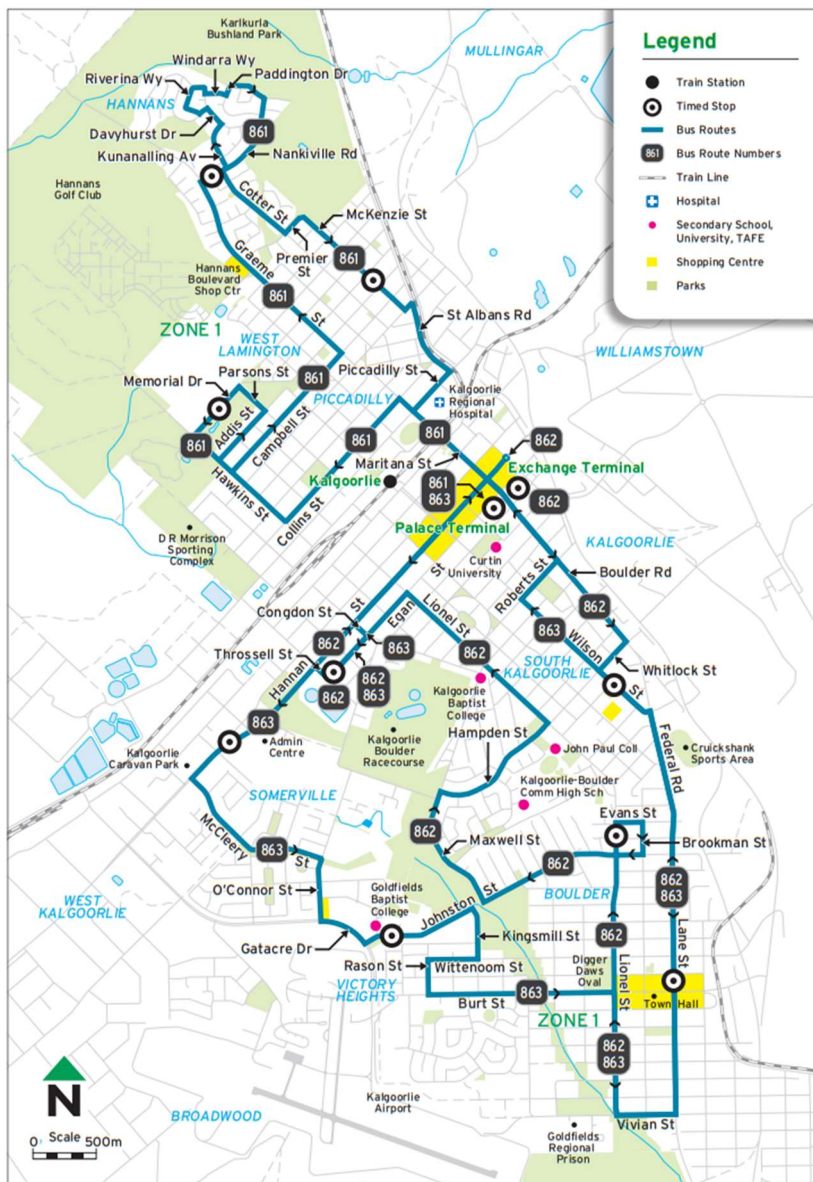 Karlkurla
Bushland Park
MULLINGAR
Windarra Wy
Riverina Wy
Paddington Dr
HANNANS
861
Davyhurst Dr
Kunanalling Av
Nankiville Rd
Hannans
Golf Club
Cotter St
McKenzie St
Premier
St
861
Graeme
St
Hannans
Boulevard
Shop Ctr
861
ZONE 1
St Albans Rd
WEST
LAMINGTON
WILLIAMSTOWN
Memorial Dr
Parsons St
861
Piccadilly St
PICCADILLY
Kalgoorlie
Regional
Hospital
Addis St
Campbell St
861
861
861
862
Hawkins St
Maritana St
Collins St
Kalgoorlie
861
863
Exchange Terminal
862
Palace Terminal
D R Morrison
Sporting
Complex
Curtin
University
KALGOORLIE
Roberts St
Boulder Rd
Congdon St
St
Egan
St
Lionel St
862
863
Wilson
St
862
863
862
Throssell St
Hannan
862
862
863
SOUTH
KALGOORLIE
Whitlock St
863
Admin
Centre
Kalgoorlie
Baptist
College
Kalgoorlie
Caravan Park
Kalgoorlie
Boulder
Racecourse
Hampden St
John Paul Coll
Federal Rd
Cruickshank
Sports Area
Kalgoorlie-Boulder
Comm High Sch
SOMERVILLE
McCleery
St
863
862
Maxwell St
Evans St
Brookman St
862
O'Connor St
WEST
KALGOORLIE
BOULDER
862
863
Goldfields
Baptist
College
Johnston St
Lane St
862
Gatacre Dr
Kingsmill St
Rason St
Wittenoom St
Digger
Daws
Oval
Lionel St
VICTORY
HEIGHTS
Burt St
863
Town Hall
ZONE 1
862
863
Kalgoorlie
Airport
Vivian St
BROADWOOD
Goldfields
Regional
Prison
N
Scale
0 500m
Legend
Train Station
Timed Stop
Bus Routes
861 Bus Route Numbers
Train Line
Hospital
Secondary School,
University, TAFE
Shopping Centre
Parks